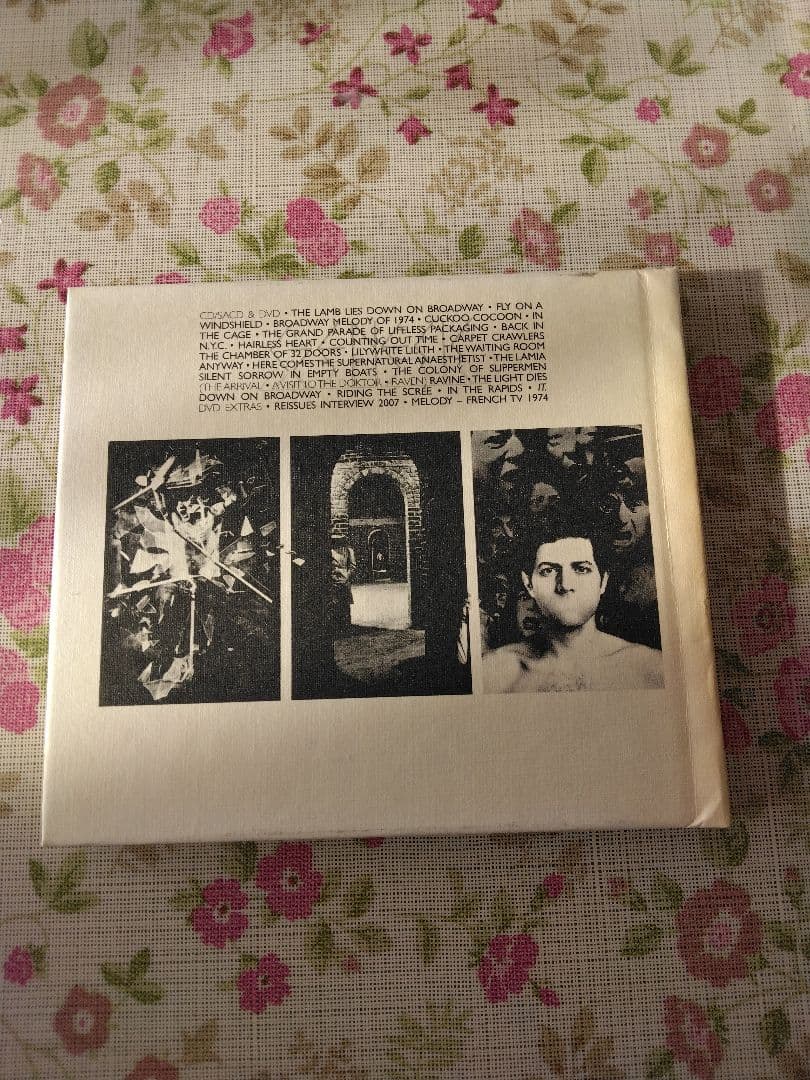 CD/SACD & DVD • THE LAMB LIES DOWN ON BROADWAY • FLY ON A
WINDSHIELD • BROADWAY MELODY OF 1974 • CUCKOO COCOON • IN
THE CAGE • THE GRAND PARADE OF LIFELESS PACKAGING • BACK IN
N.Y.C. • HAIRLESS HEART • COUNTING OUT TIME • CARPET CRAWLERS
THE CHAMBER OF 32 DOORS • LILYWHITE LILITH • THE WAITING ROOM
ANYWAY • HERE COMES THE SUPERNATURAL ANAESTHETIST • THE LAMIA
SILENT SORROW IN EMPTY BOATS • THE COLONY OF SLIPPERMEN
(THE ARRIVAL • A VISIT TO THE DOKTOR • RAVEN) RAVINE • THE LIGHT DIES
DOWN ON BROADWAY • RIDING THE SCREE • IN THE RAPIDS • IT.
DVD EXTRAS • REISSUES INTERVIEW 2007 • MELODY – FRENCH TV 1974